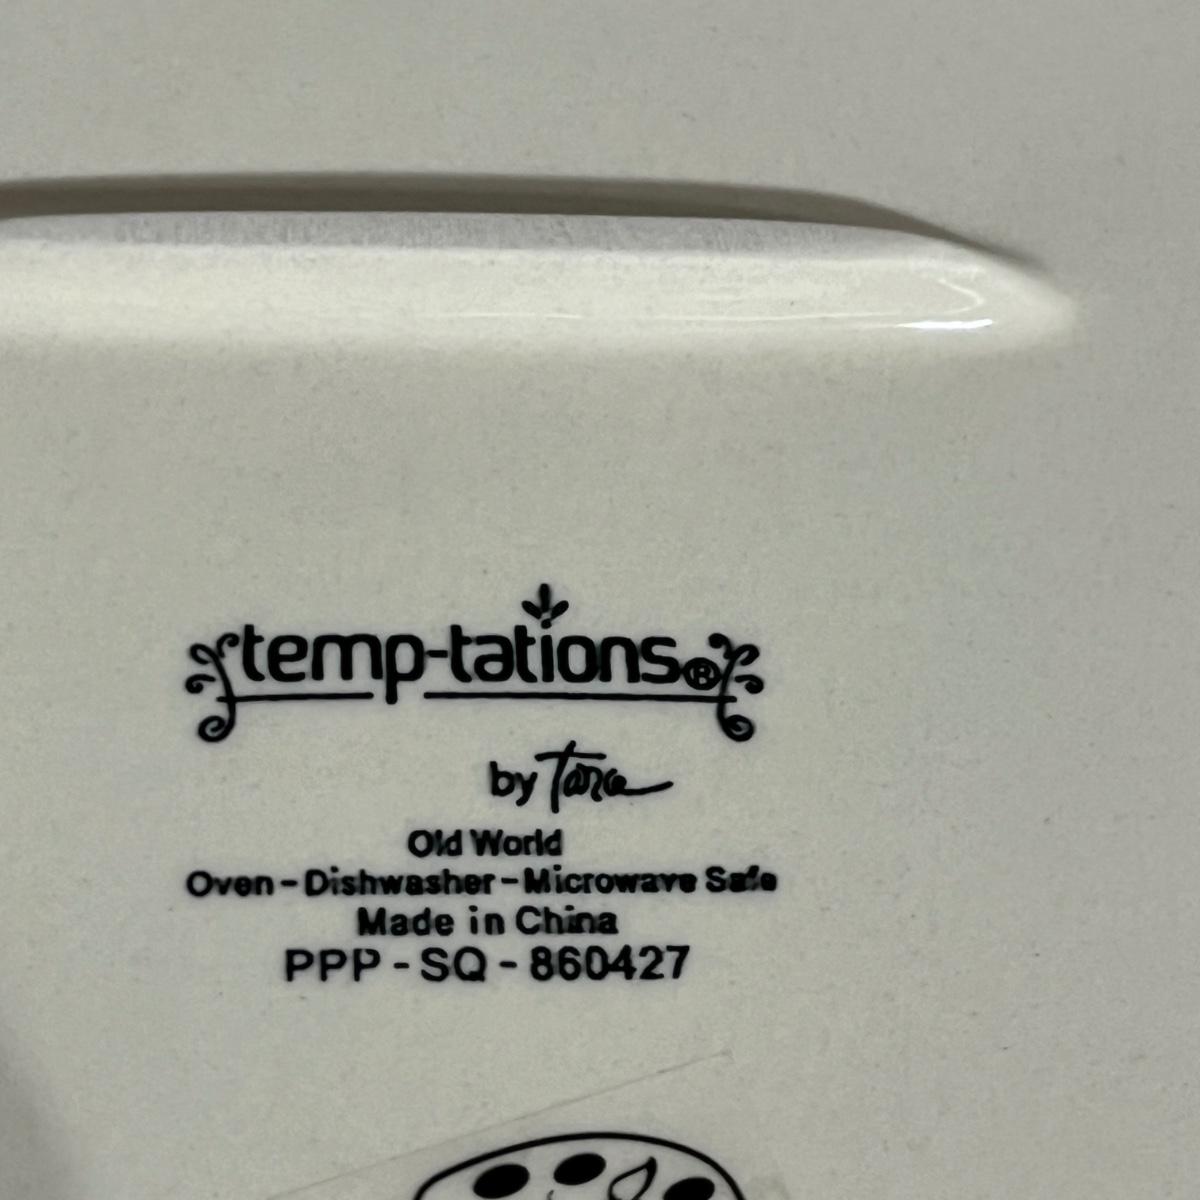 temp-tations®
by Tara
Old World
Oven-Dishwasher-Microwave Safe
Made in China
PPP-SQ-860427